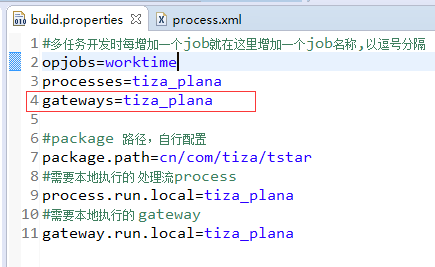 build.properties
process.xml
1 #多任务开发时每增加一个job就在这里增加一个job名称,以逗号分隔
2 opjobs=worktime
3 processes=tiza_plana
4 gateways=tiza_plana
5
6 #package 路径，自行配置
7 package.path=cn/com/tiza/tstar
8 #需要本地执行的 处理流process
9 process.run.local=tiza_plana
10 #需要本地执行的 gateway
11 gateway.run.local=tiza_plana